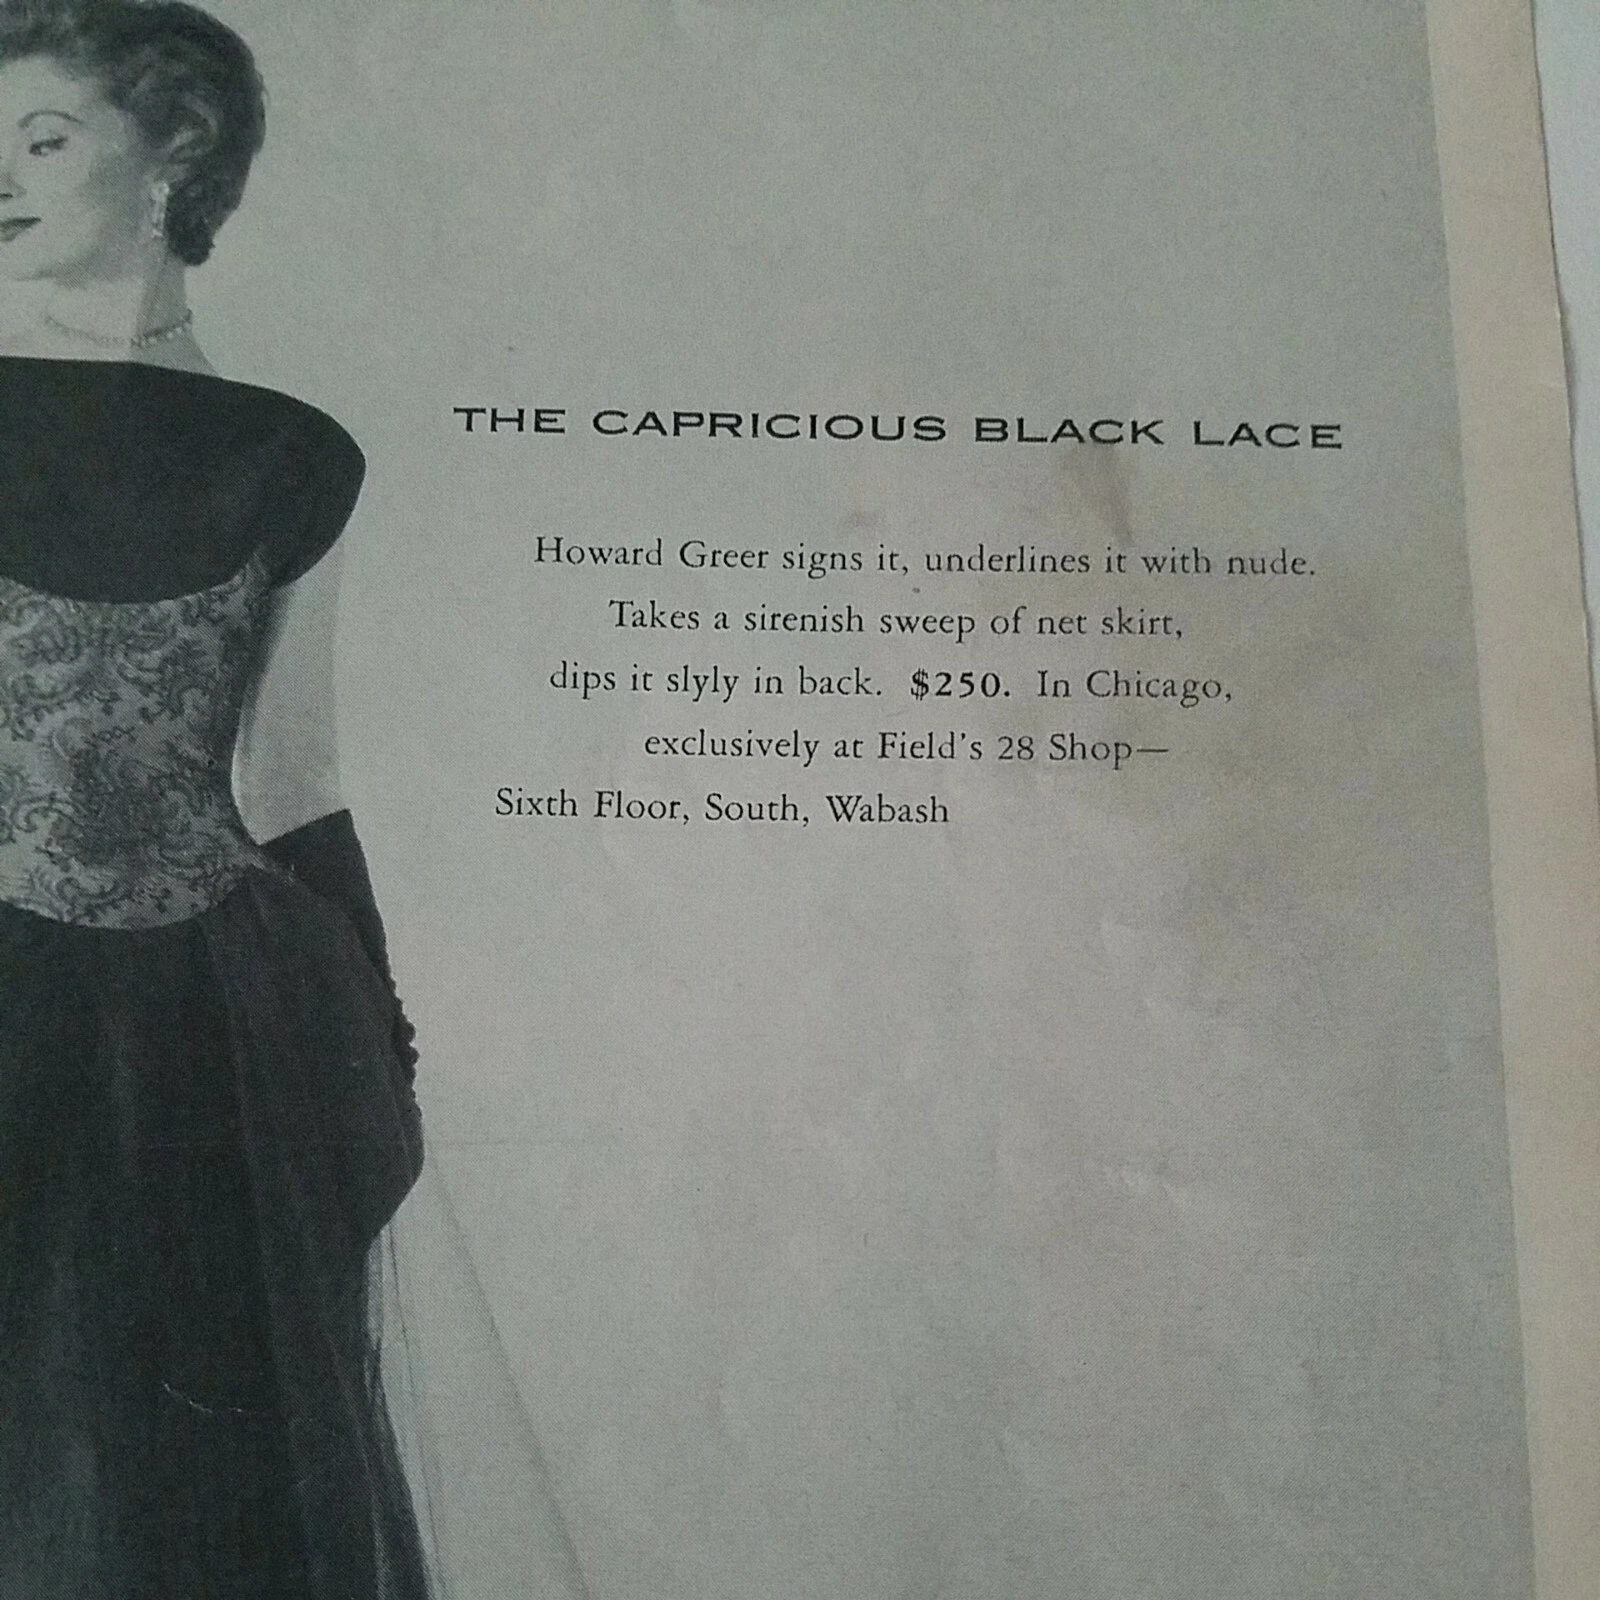 THE CAPRICIOUS BLACK LACE
Howard Greer signs it, underlines it with nude.
Takes a sirenish sweep of net skirt,
dips it slyly in back. $250. In Chicago,
exclusively at Field's 28 Shop—
Sixth Floor, South, Wabash